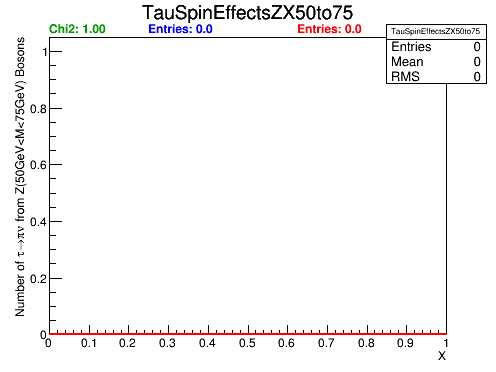 TauSpinEffectsZX50to75
Chi2: 1.00 Entries: 0.0 Entries: 0.0
TauSpinEffectsZX50to75
Entries 0
Mean 0
RMS 0
Number of τ→πν from Z(50GeV<M<75GeV) Bosons
1
0.8
0.6
0.4
0.2
0
0 0.1 0.2 0.3 0.4 0.5 0.6 0.7 0.8 0.9 1
X